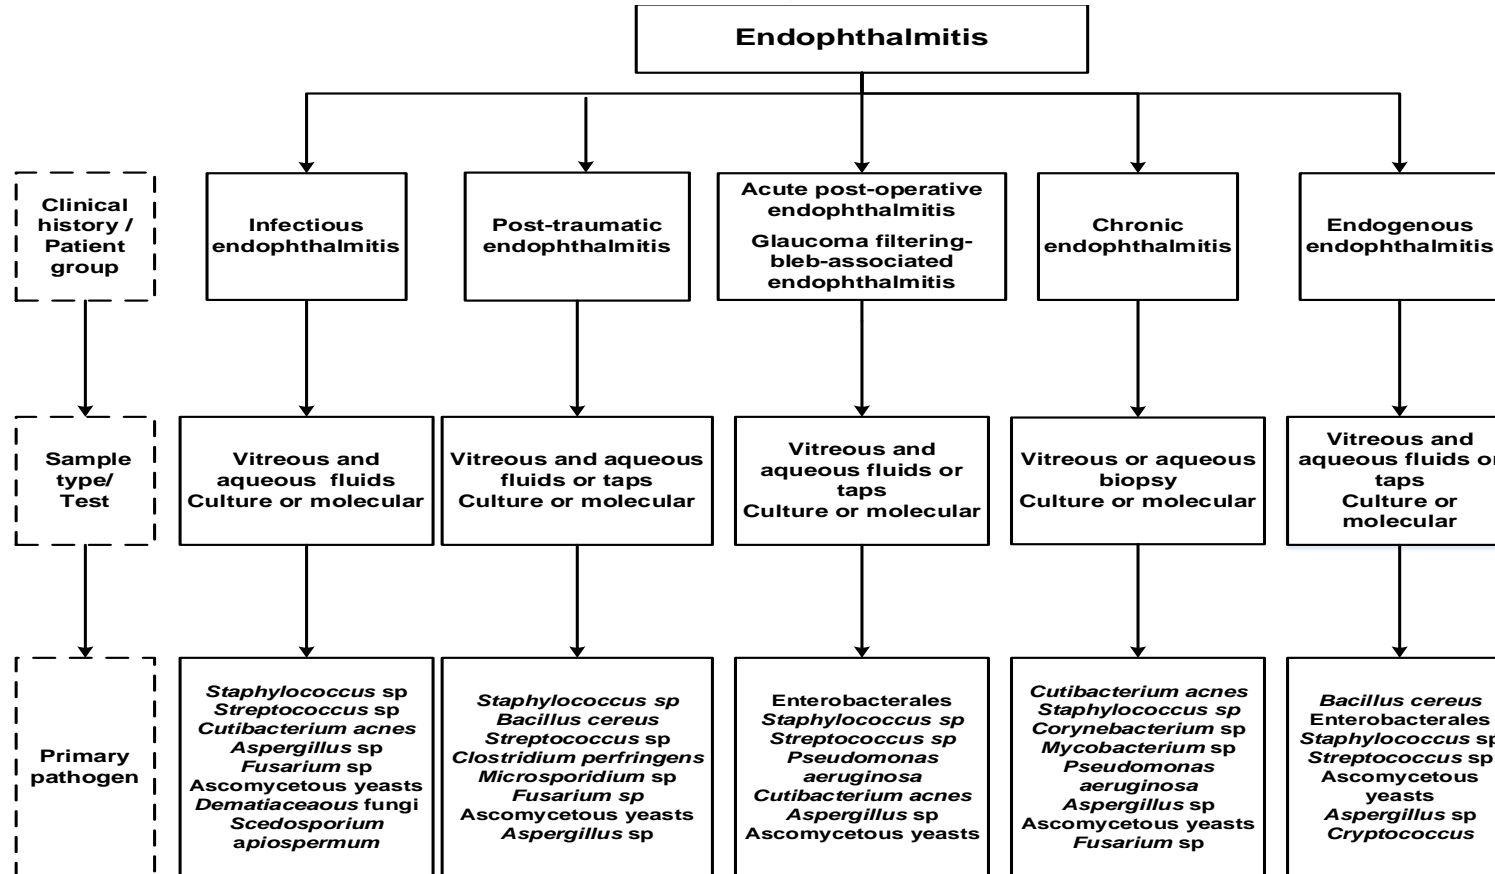 Endophthalmitis
Clinical
history /
Patient
group
Infectious
endophthalmitis
Post-traumatic
endophthalmitis
Acute post-operative
endophthalmitis
Glaucoma filtering-
bleb-associated
endophthalmitis
Chronic
endophthalmitis
Endogenous
endophthalmitis
Sample
type/
Test
Vitreous and
aqueous fluids
Culture or molecular
Vitreous and aqueous
fluids or taps
Culture or molecular
Vitreous and
aqueous fluids or
taps
Culture or molecular
Vitreous or aqueous
biopsy
Culture or molecular
Vitreous and
aqueous fluids or
taps
Culture or
molecular
Primary
pathogen
Staphylococcus sp
Streptococcus sp
Cutibacterium acnes
Aspergillus sp
Fusarium sp
Ascomycetous yeasts
Dematiaceaous fungi
Scedosporium
apiospermum
Staphylococcus sp
Bacillus cereus
Streptococcus sp
Clostridium perfringens
Microsporidium sp
Fusarium sp
Ascomycetous yeasts
Aspergillus sp
Enterobacterales
Staphylococcus sp
Streptococcus sp
Pseudomonas
aeruginosa
Cutibacterium acnes
Aspergillus sp
Ascomycetous yeasts
Cutibacterium acnes
Staphylococcus sp
Corynebacterium sp
Mycobacterium sp
Pseudomonas
aeruginosa
Aspergillus sp
Ascomycetous yeasts
Fusarium sp
Bacillus cereus
Enterobacterales
Staphylococcus sp
Streptococcus sp
Ascomycetous
yeasts
Aspergillus sp
Cryptococcus